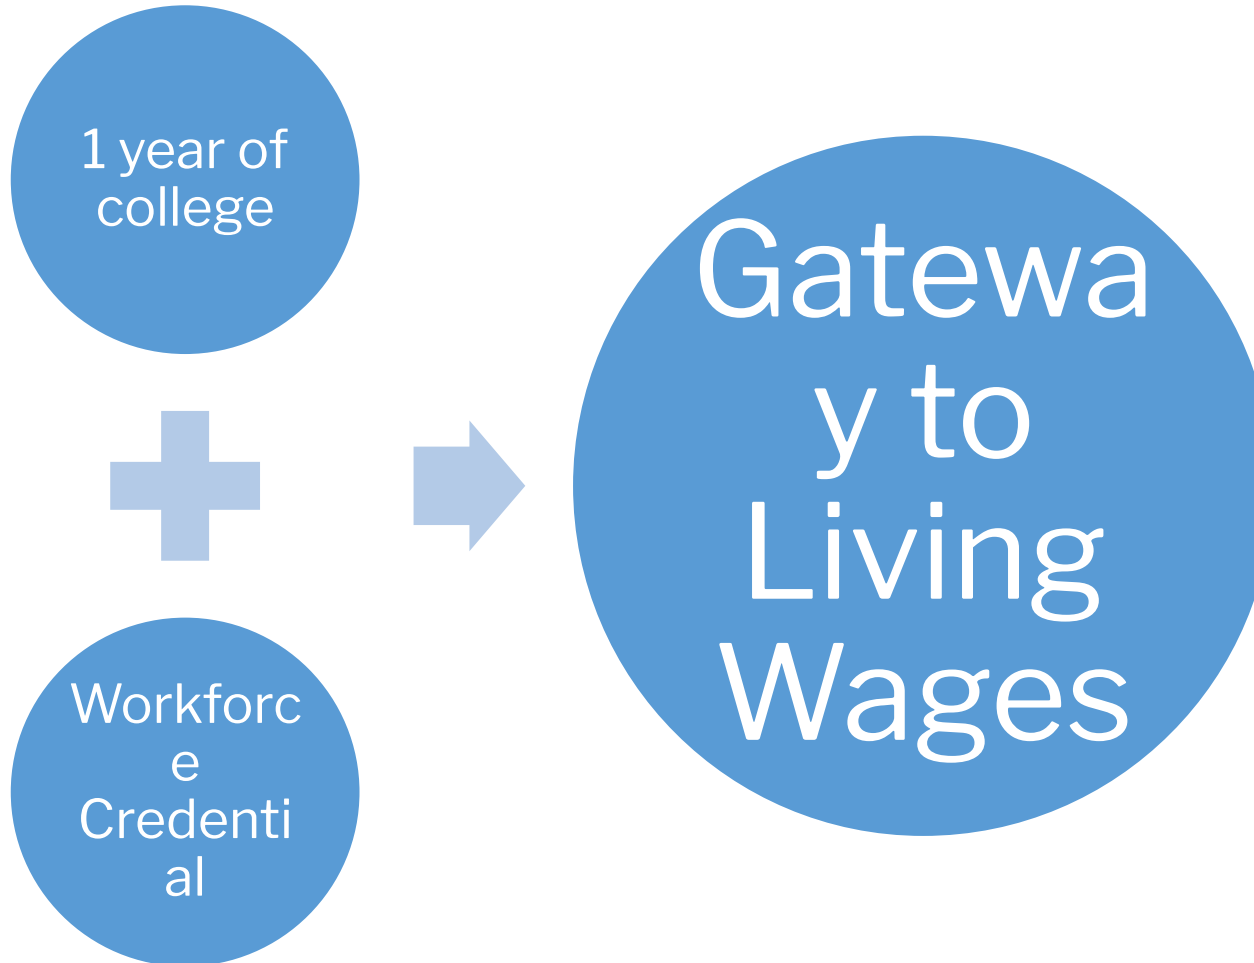 1 year of
college
Workforc
e
Credenti
al
Gatewa
y to
Living
Wages